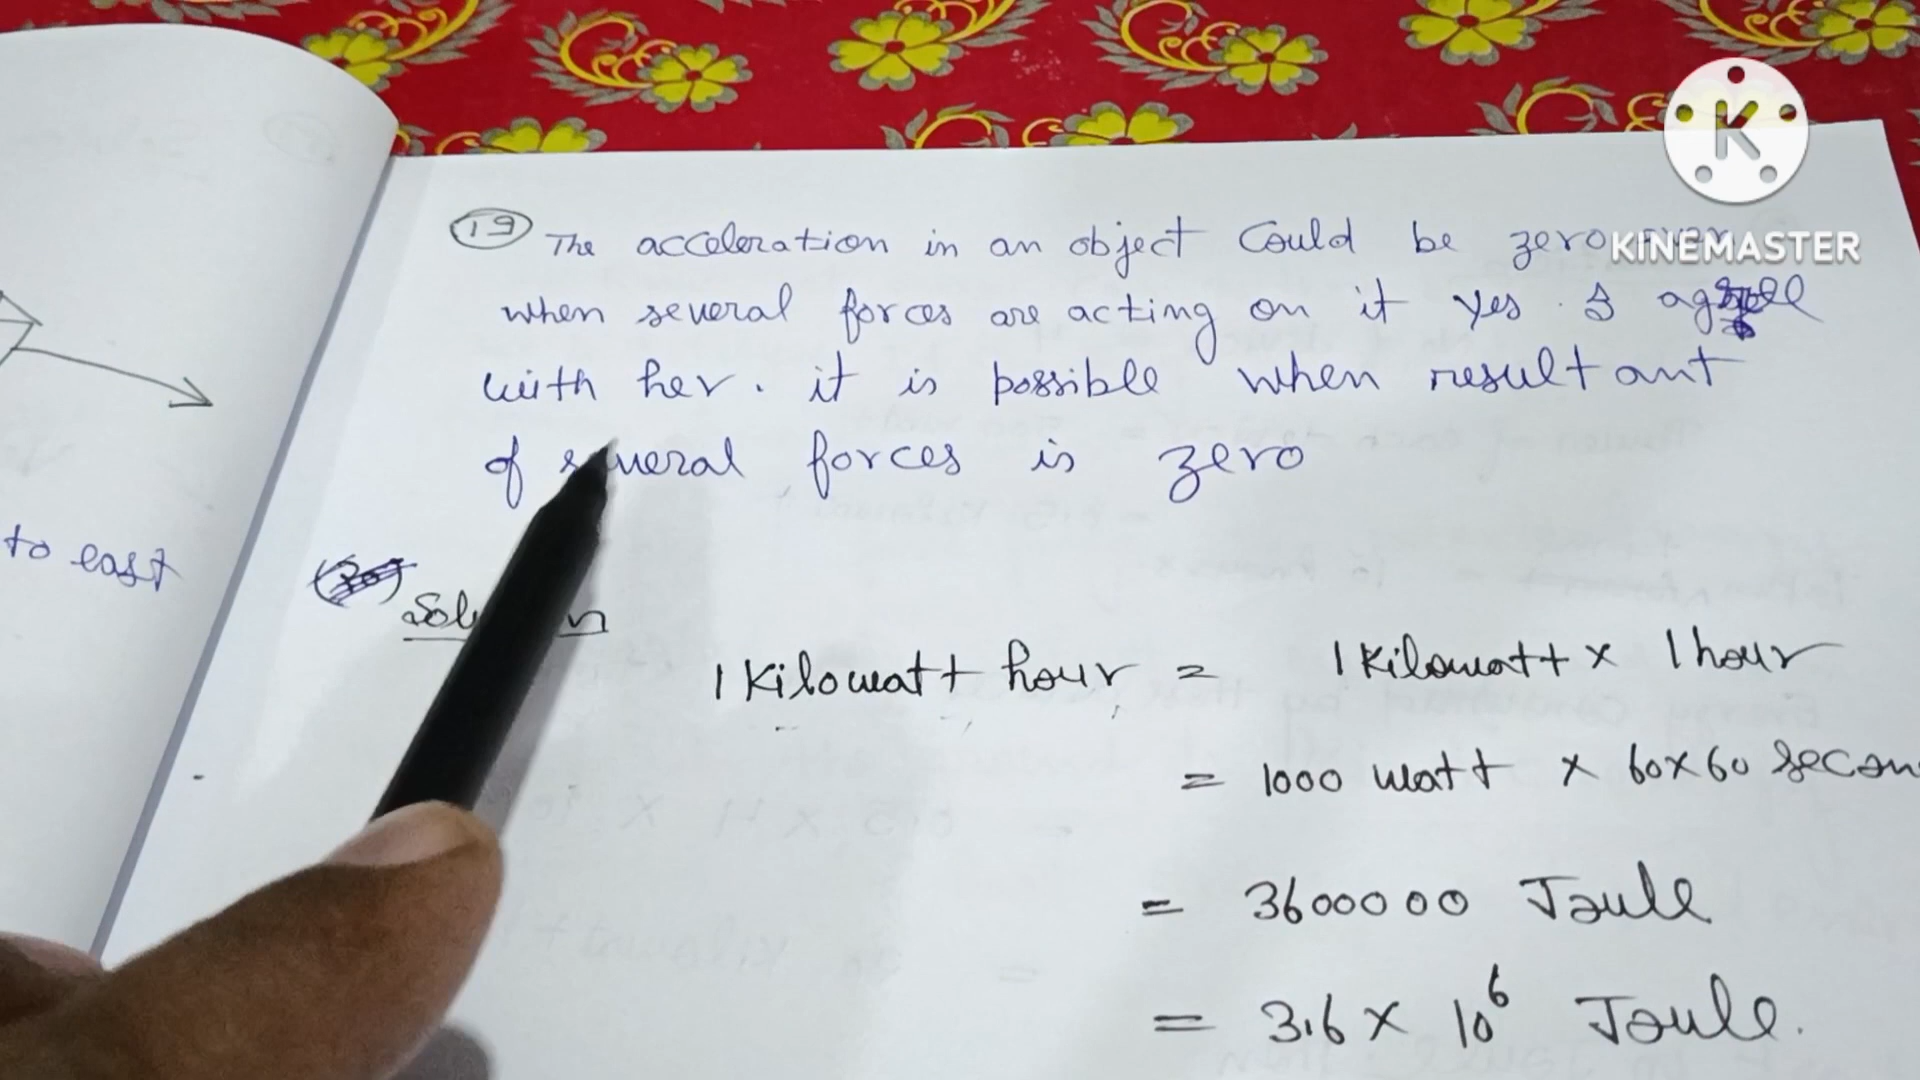 to east
19 The acceleration in an object Could be zero even
when several forces are acting on it yes . I agree
with her . it is possible when resultant
of several forces is zero
Solution
1 Kilowatt hour = 1 Kilowatt x 1 hour
= 1000 watt x 60x60 secon
= 3600000 Joule
= 3.6 x 10⁶ Joule.
K
KINEMASTER